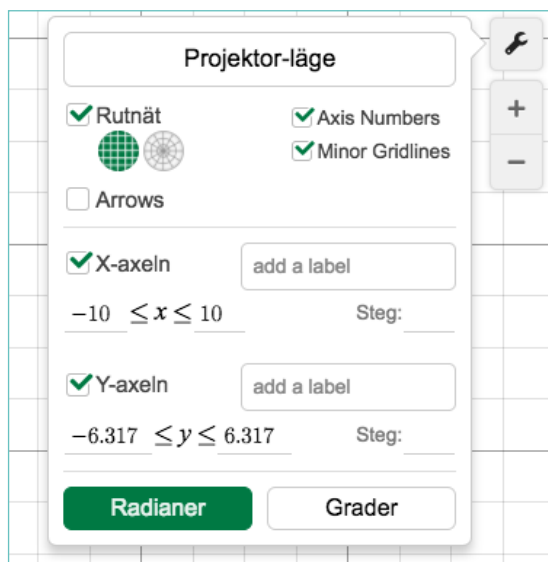 Projektor-läge
Rutnät
Axis Numbers
Minor Gridlines
Arrows
X-axeln
add a label
−10 ≤ x ≤ 10
Steg:
Y-axeln
add a label
−6.317 ≤ y ≤ 6.317
Steg:
Radianer
Grader
+
−